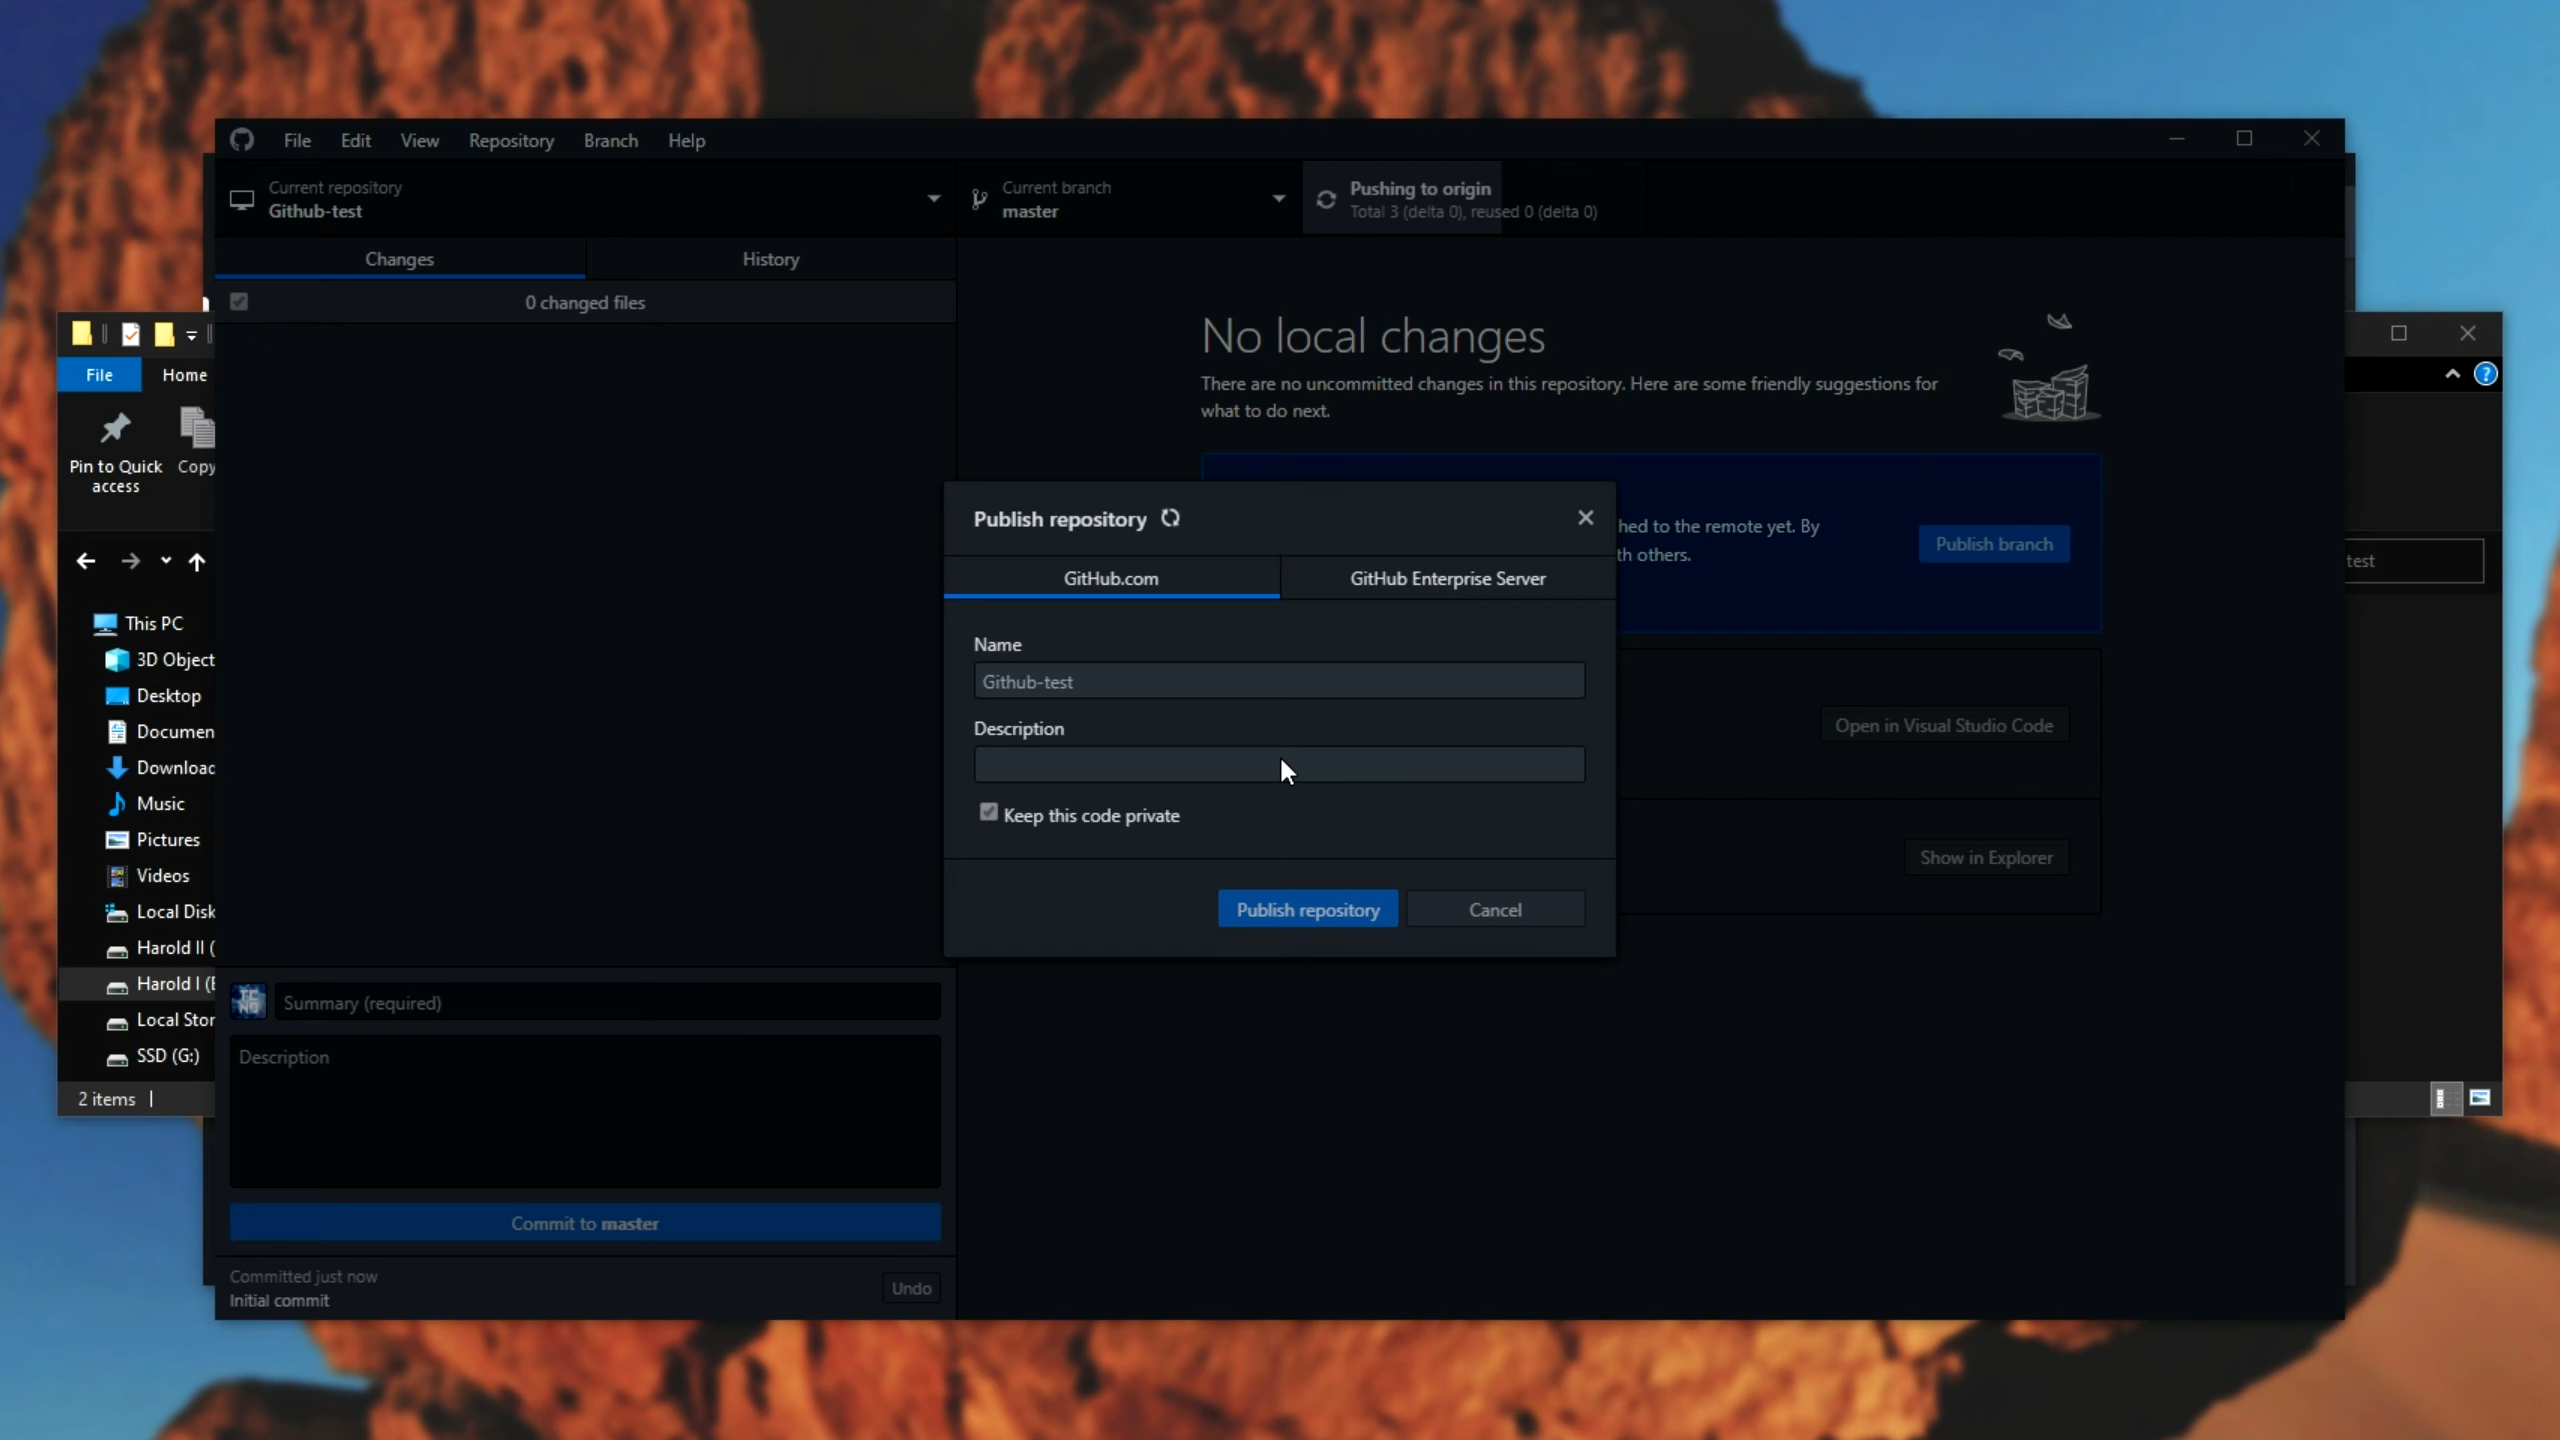 File Edit View Repository Branch Help
Current repository
Github-test
Current branch
master
Pushing to origin
Total 3 (delta 0), reused 0 (delta 0)
Changes History
0 changed files
No local changes
There are no uncommitted changes in this repository. Here are some friendly suggestions for
what to do next.
hed to the remote yet. By
th others.
Publish branch
Open in Visual Studio Code
Show in Explorer
Publish repository
GitHub.com GitHub Enterprise Server
Name
Github-test
Description
Keep this code private
Publish repository Cancel
Summary (required)
Description
Commit to master
Committed just now
Initial commit
Undo
File Home
Pin to Quick
access
Copy
test
This PC
3D Object
Desktop
Documen
Downloac
Music
Pictures
Videos
Local Disk
Harold II (
Harold I (E
Local Stor
SSD (G:)
2 items